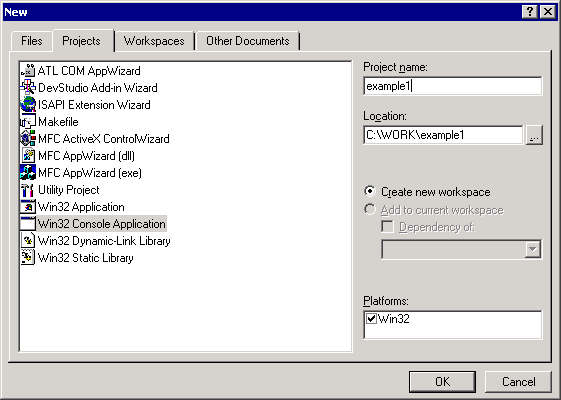 New
Files
Projects
Workspaces
Other Documents
ATL COM AppWizard
DevStudio Add-in Wizard
ISAPI Extension Wizard
Makefile
MFC ActiveX ControlWizard
MFC AppWizard (dll)
MFC AppWizard (exe)
Utility Project
Win32 Application
Win32 Console Application
Win32 Dynamic-Link Library
Win32 Static Library
Project name:
example1
Location:
C:\WORK\example1
...
Create new workspace
Add to current workspace
Dependency of:
Platforms:
Win32
OK
Cancel